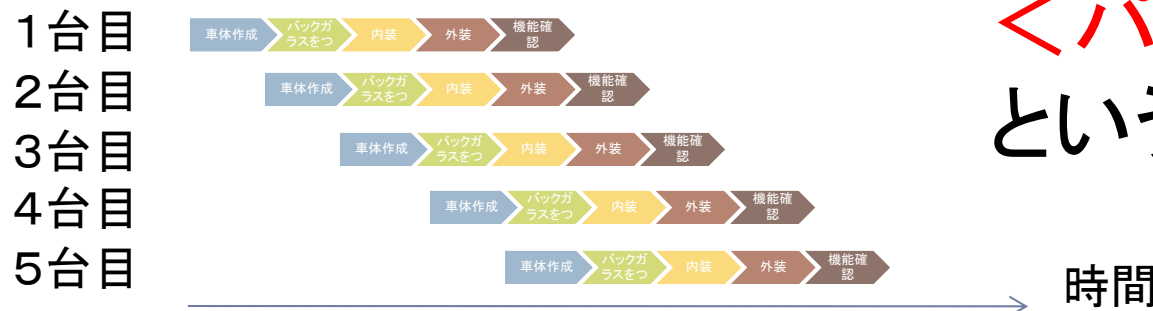 1台目
車体作成 バックガラスをつ 内装 外装 機能確認
2台目
車体作成 バックガラスをつ 内装 外装 機能確認
3台目
車体作成 バックガラスをつ 内装 外装 機能確認
4台目
車体作成 バックガラスをつ 内装 外装 機能確認
5台目
車体作成 バックガラスをつ 内装 外装 機能確認
<パ
という
時間